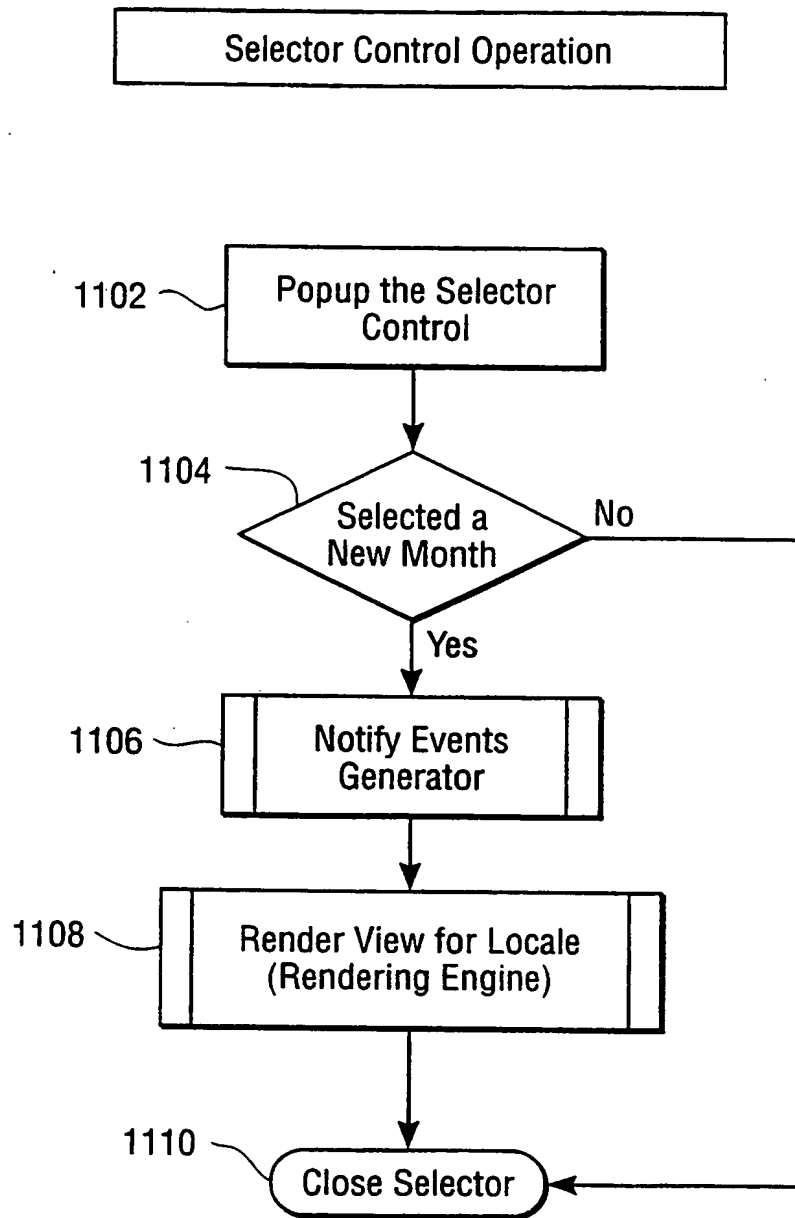 Selector Control Operation
1102
Popup the Selector
Control
1104
Selected a
New Month
No
Yes
1106
Notify Events
Generator
1108
Render View for Locale
(Rendering Engine)
1110
Close Selector